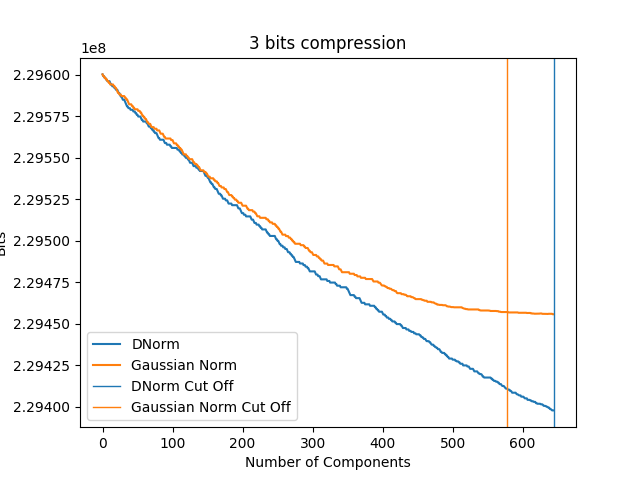 3 bits compression
1e8
2.29600
2.29575
2.29550
2.29525
2.29500
2.29475
2.29450
2.29425
2.29400
Bits
DNorm
Gaussian Norm
DNorm Cut Off
Gaussian Norm Cut Off
0 100 200 300 400 500 600
Number of Components